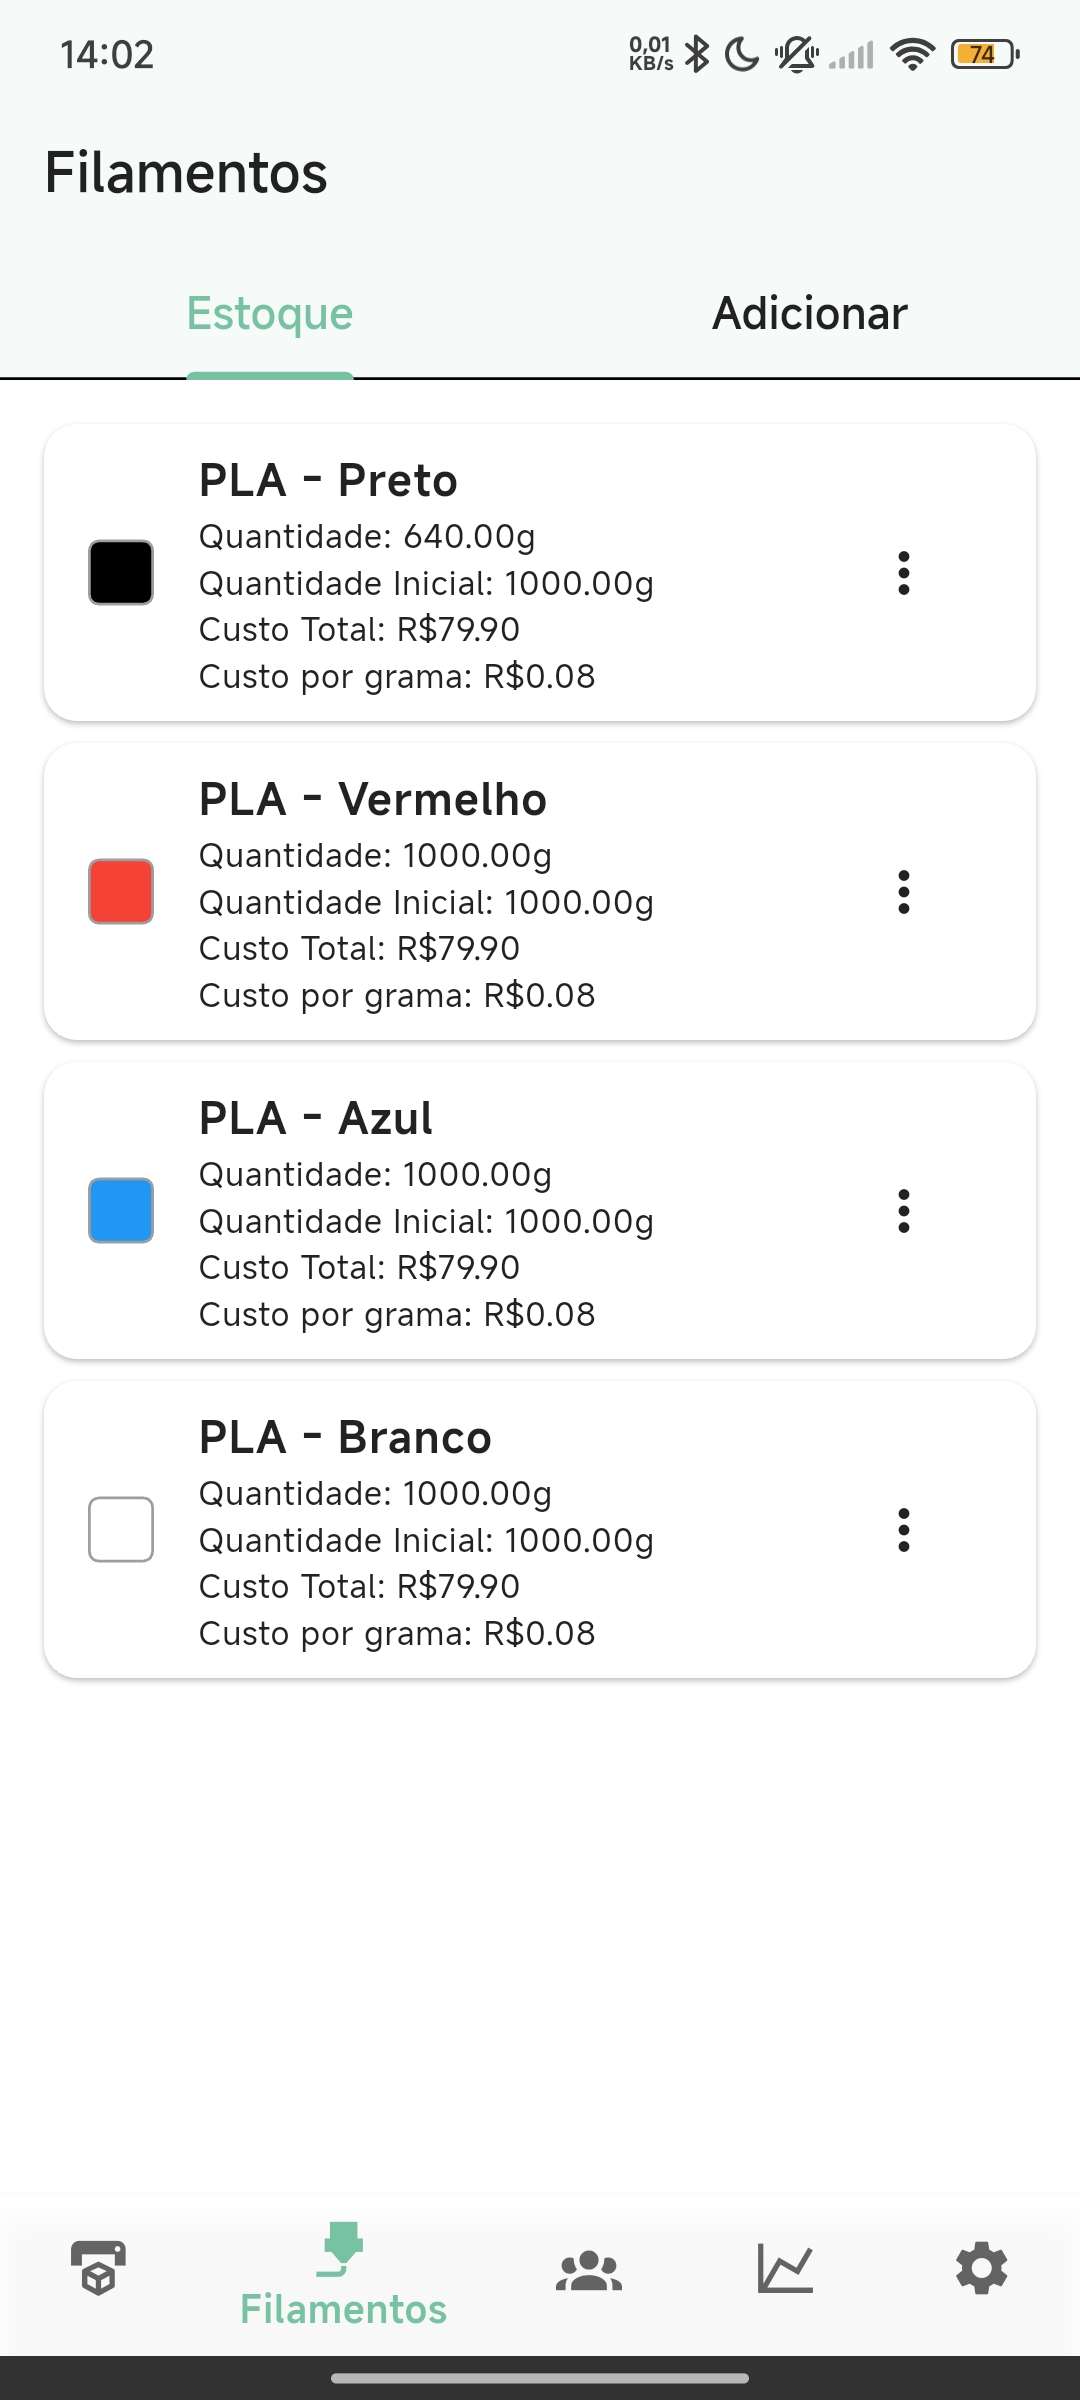 14:02
0,01
KB/s
74
Filamentos
Estoque
Adicionar
PLA - Preto
Quantidade: 640.00g
Quantidade Inicial: 1000.00g
Custo Total: R$79.90
Custo por grama: R$0.08
PLA - Vermelho
Quantidade: 1000.00g
Quantidade Inicial: 1000.00g
Custo Total: R$79.90
Custo por grama: R$0.08
PLA - Azul
Quantidade: 1000.00g
Quantidade Inicial: 1000.00g
Custo Total: R$79.90
Custo por grama: R$0.08
PLA - Branco
Quantidade: 1000.00g
Quantidade Inicial: 1000.00g
Custo Total: R$79.90
Custo por grama: R$0.08
Filamentos